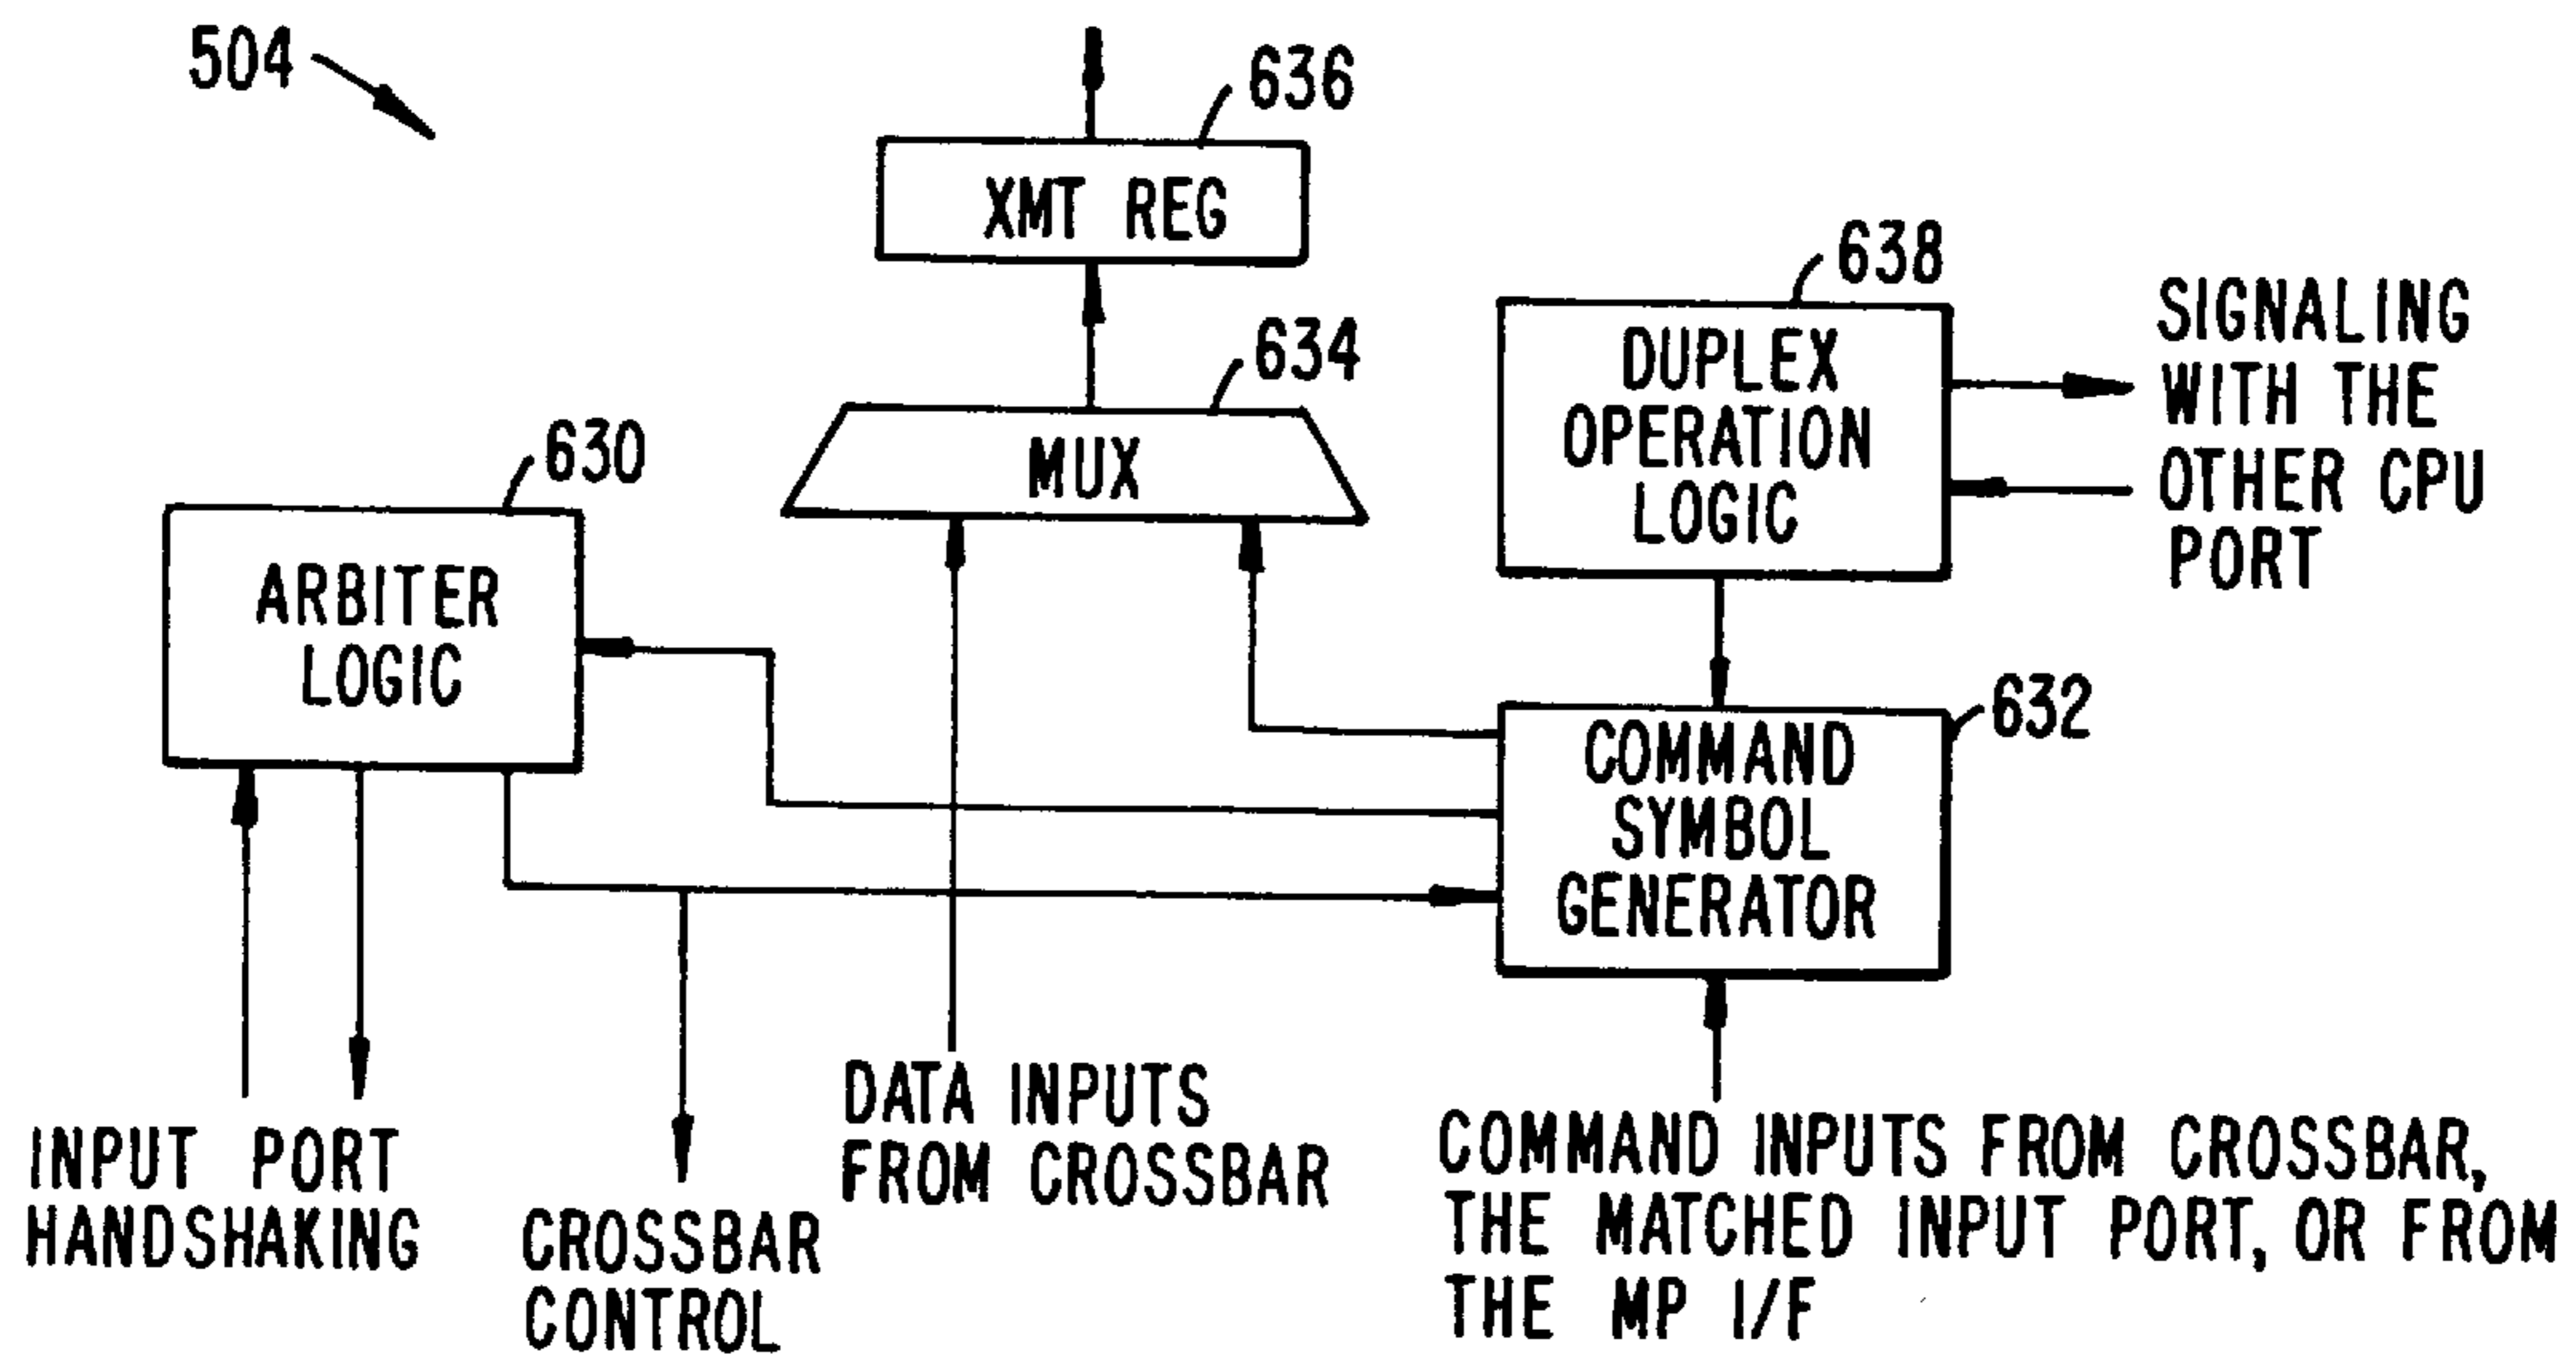 504
636
XMT REG
638
SIGNALING
WITH THE
OTHER CPU
PORT
634
DUPLEX
OPERATION
LOGIC
MUX
630
ARBITER
LOGIC
632
COMMAND
SYMBOL
GENERATOR
INPUT PORT
HANDSHAKING
CROSSBAR
CONTROL
DATA INPUTS
FROM CROSSBAR
COMMAND INPUTS FROM CROSSBAR,
THE MATCHED INPUT PORT, OR FROM
THE MP I/F